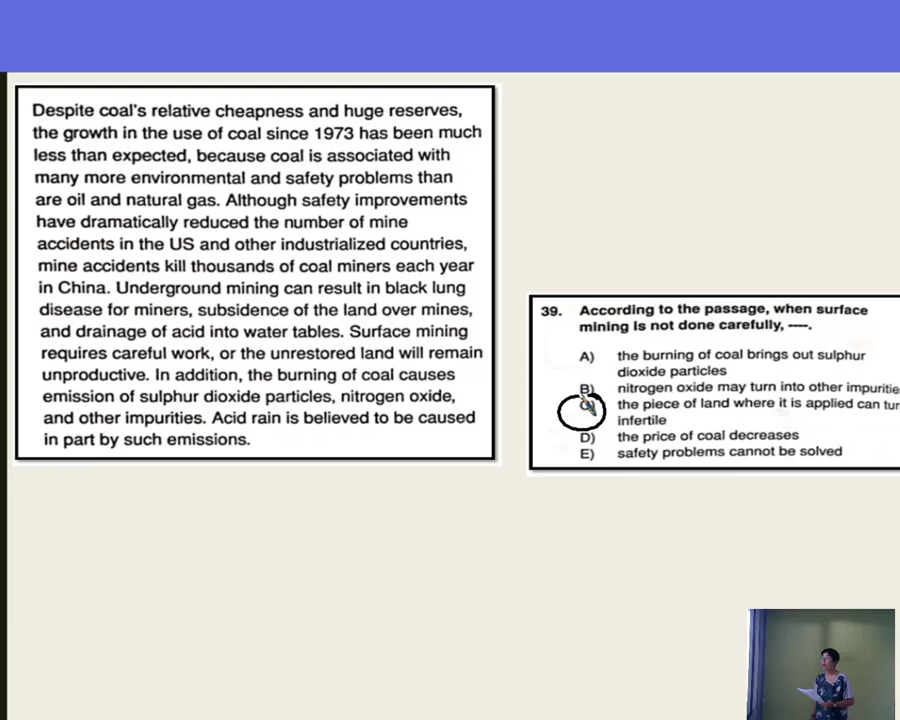 Despite coal's relative cheapness and huge reserves,
the growth in the use of coal since 1973 has been much
less than expected, because coal is associated with
many more environmental and safety problems than
are oil and natural gas. Although safety improvements
have dramatically reduced the number of mine
accidents in the US and other industrialized countries,
mine accidents kill thousands of coal miners each year
in China. Underground mining can result in black lung
disease for miners, subsidence of the land over mines,
and drainage of acid into water tables. Surface mining
requires careful work, or the unrestored land will remain
unproductive. In addition, the burning of coal causes
emission of sulphur dioxide particles, nitrogen oxide,
and other impurities. Acid rain is believed to be caused
in part by such emissions.
39. According to the passage, when surface
mining is not done carefully, ----.
A) the burning of coal brings out sulphur
dioxide particles
B) nitrogen oxide may turn into other impuritie
the piece of land where it is applied can tur
infertile
D) the price of coal decreases
E) safety problems cannot be solved